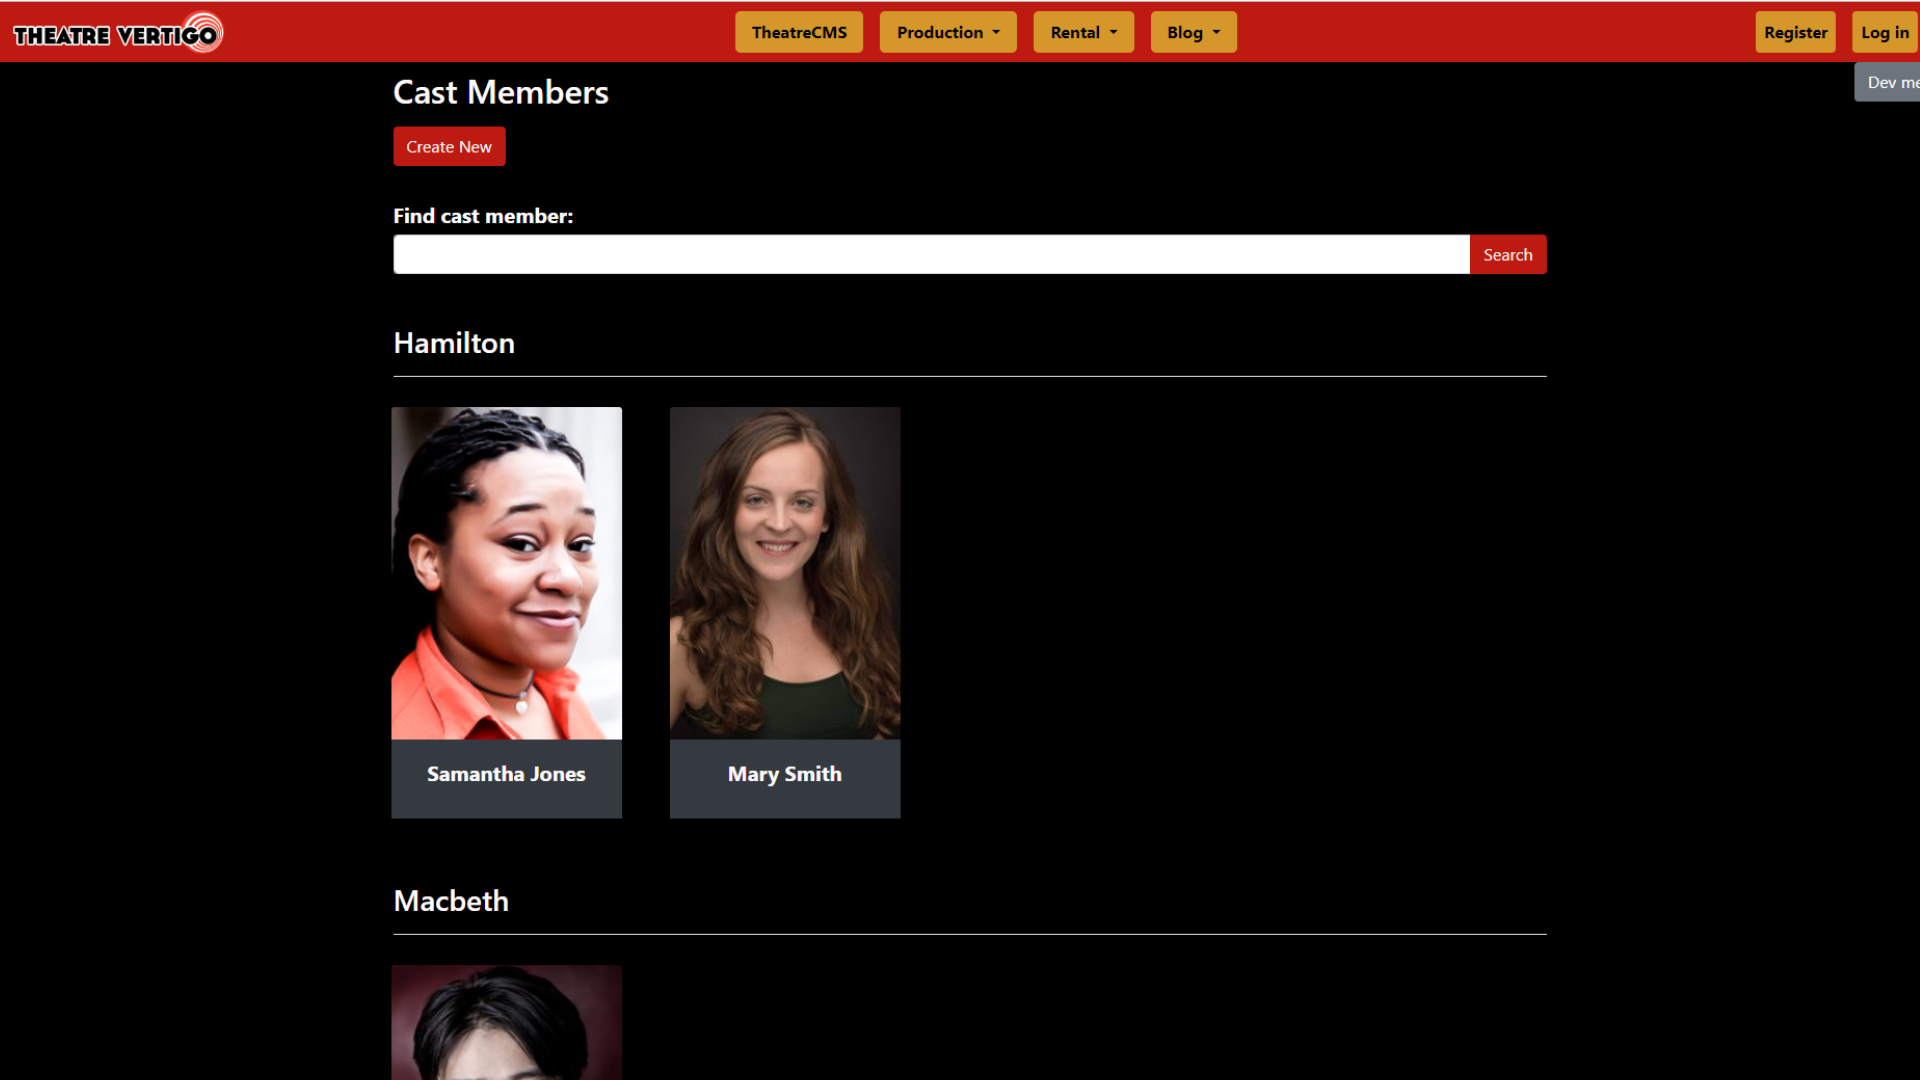 THEATRE VERTIGO
TheatreCMS
Production
Rental
Blog
Register
Log in
Dev me
Cast Members
Create New
Find cast member:
Search
Hamilton
Samantha Jones
Mary Smith
Macbeth